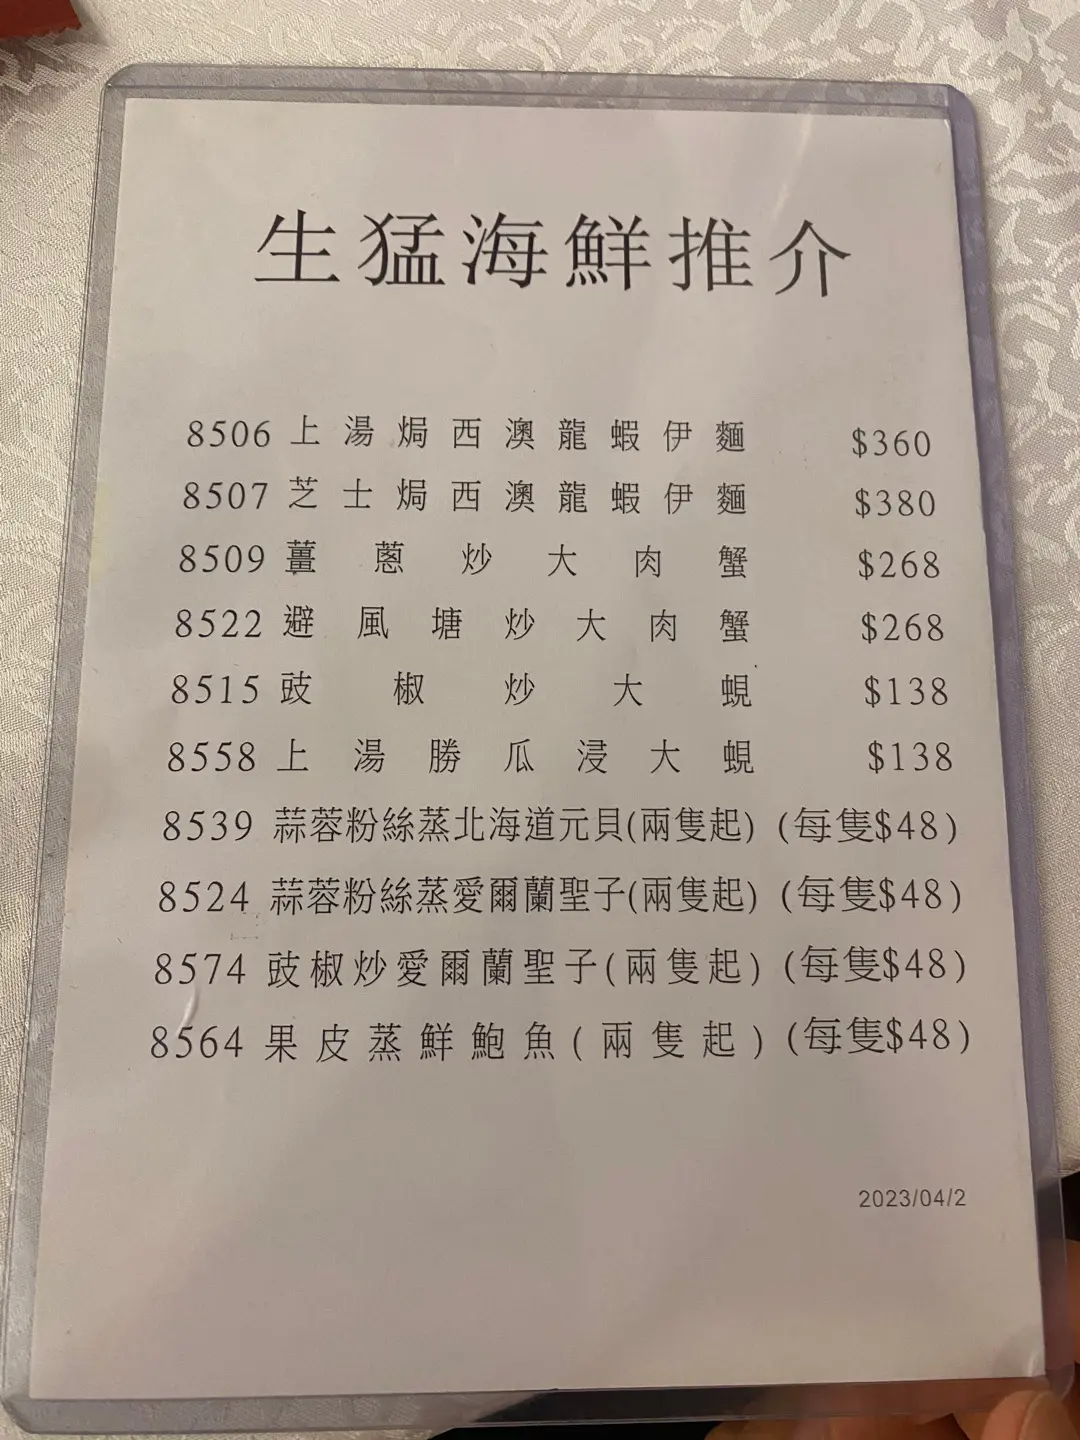 生猛海鮮推介
8506 上湯焗西澳龍蝦伊麵 $360
8507 芝士焗西澳龍蝦伊麵 $380
8509 薑蔥炒大肉蟹 $268
8522 避風塘炒大肉蟹 $268
8515 豉椒炒大蜆 $138
8558 上湯勝瓜浸大蜆 $138
8539 蒜蓉粉絲蒸北海道元貝(兩隻起) (每隻$48)
8524 蒜蓉粉絲蒸愛爾蘭聖子(兩隻起) (每隻$48)
8574 豉椒炒愛爾蘭聖子(兩隻起) (每隻$48)
8564 果皮蒸鮮鮑魚(兩隻起) (每隻$48)
2023/04/2